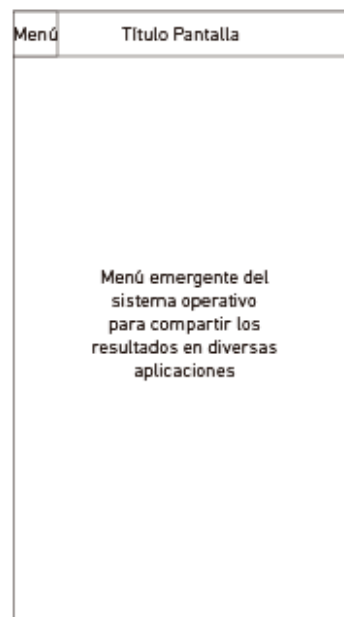 Menú
Título Pantalla
Menú emergente del
sistema operativo
para compartir los
resultados en diversas
aplicaciones